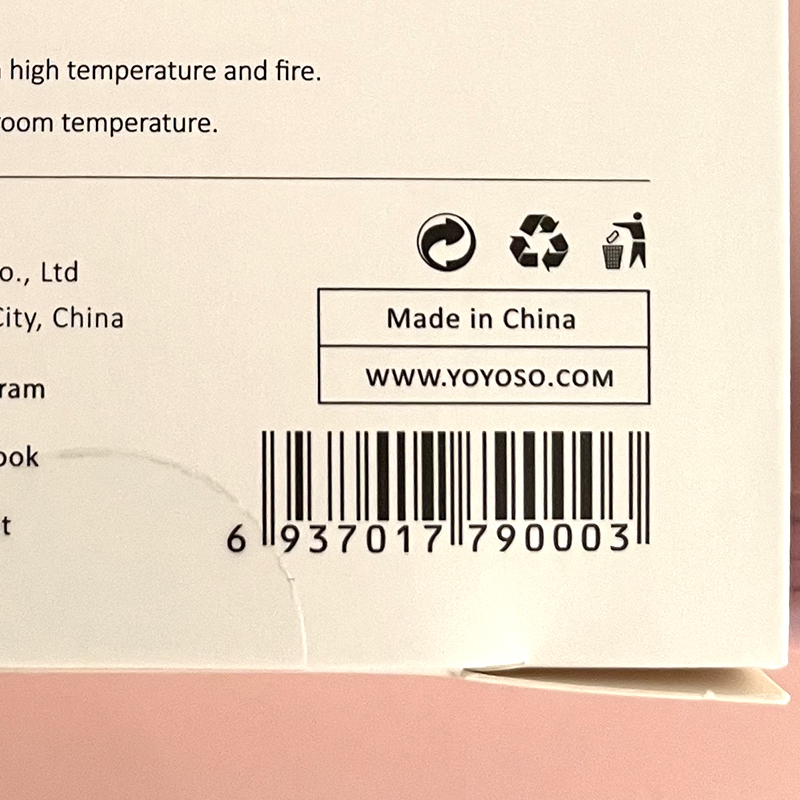 high temperature and fire.
room temperature.
o., Ltd
City, China
ram
ook
t
Made in China
WWW.YOYOSO.COM
6 937017 790003